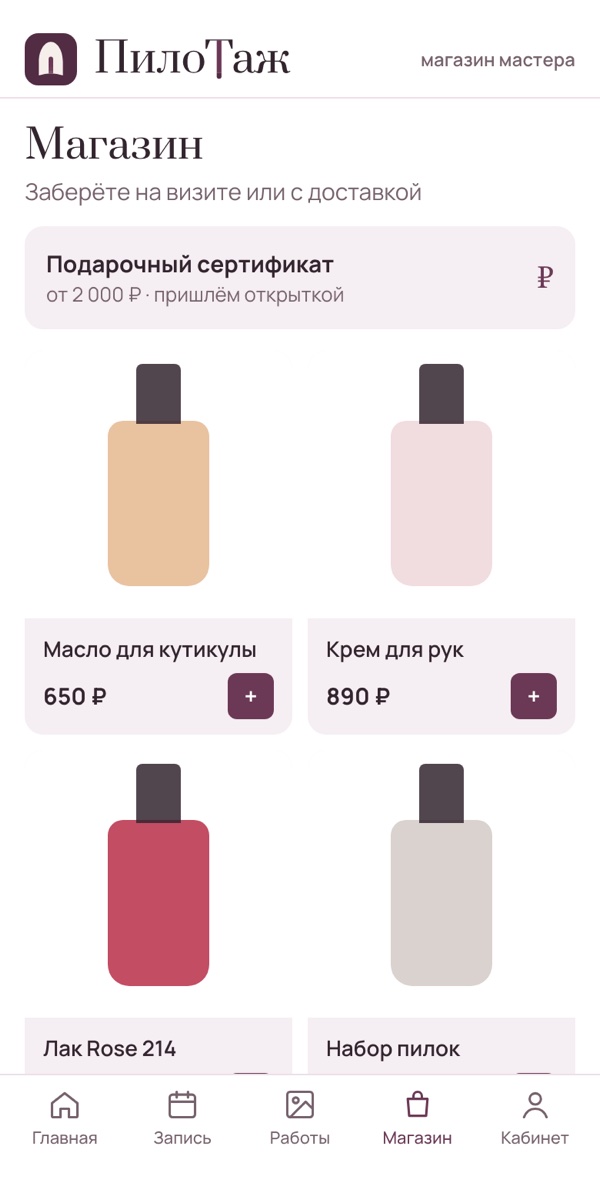 ПилоТаж
магазин мастера
Магазин
Заберёте на визите или с доставкой
Подарочный сертификат
от 2 000 ₽ · пришлём открыткой
₽
Масло для кутикулы
650 ₽
+
Крем для рук
890 ₽
+
Лак Rose 214
Набор пилок
Главная
Запись
Работы
Магазин
Кабинет